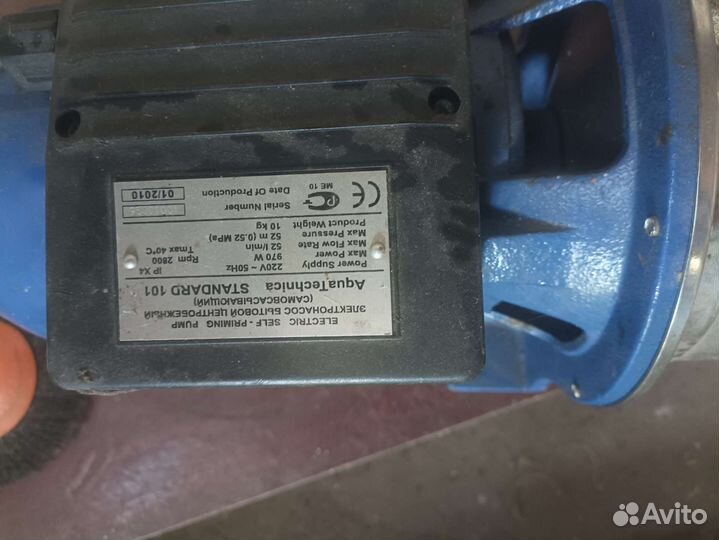 ELECTRIC SELF - PRIMING PUMP
ЭЛЕКТРОНАСОС БЫТОВОЙ ЦЕНТРОБЕЖНЫЙ
(САМОВСАСЫВАЮЩИЙ)
AquaTechnica STANDARD 101
Power Supply 220V ~ 50Hz IP X4
Max Power 970 W Rpm 2800
Max Flow Rate 52 l/min Tmax 40°C
Max Pressure 52 m (0.52 MPa)
Product Weight 10 kg
Serial Number
Date Of Production 01/2010
CE
РС
ME 10
Avito